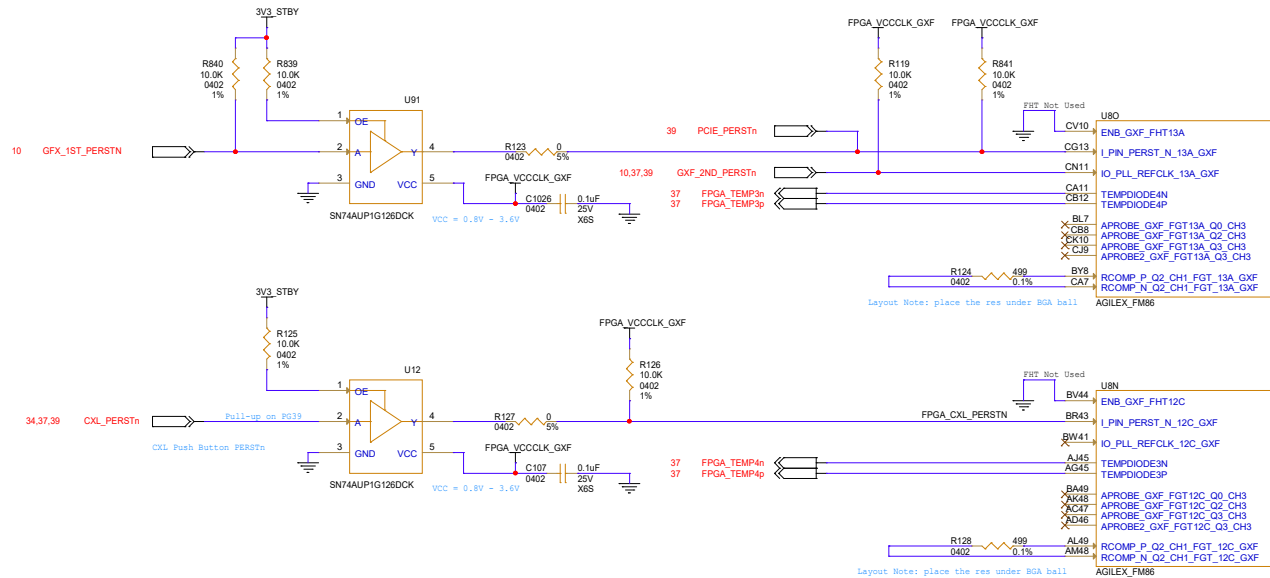 3V3_STBY
R840
10.0K
0402
1%
R839
10.0K
0402
1%
U91
1
OE
10 GFX_1ST_PERSTN
2
A
Y
4
3
GND
VCC
5
SN74AUP1G126DCK
R123
0402
0
5%
FPGA_VCCCLK_GXF
C1026
0402
0.1uF
25V
X6S
VCC = 0.8V - 3.6V
FPGA_VCCCLK_GXF
R119
10.0K
0402
1%
FPGA_VCCCLK_GXF
R841
10.0K
0402
1%
39 PCIE_PERSTn
10,37,39 GXF_2ND_PERSTn
37 FPGA_TEMP3n
37 FPGA_TEMP3p
FHT Not Used
U8O
CV10 ENB_GXF_FHT13A
CG13 I_PIN_PERST_N_13A_GXF
CN11 IO_PLL_REFCLK_13A_GXF
CA11 TEMPDIODE4N
CB12 TEMPDIODE4P
BL7 APROBE_GXF_FGT13A_Q0_CH3
CB8 APROBE_GXF_FGT13A_Q2_CH3
CK10 APROBE_GXF_FGT13A_Q3_CH3
CJ9 APROBE2_GXF_FGT13A_Q3_CH3
R124
0402
499
0.1%
BY8 RCOMP_P_Q2_CH1_FGT_13A_GXF
CA7 RCOMP_N_Q2_CH1_FGT_13A_GXF
Layout Note: place the res under BGA ball
AGILEX_FM86
3V3_STBY
R125
10.0K
0402
1%
U12
1
OE
34,37,39 CXL_PERSTn
Pull-up on PG39
CXL Push Button PERSTn
2
A
Y
4
3
GND
VCC
5
SN74AUP1G126DCK
R127
0402
0
5%
FPGA_VCCCLK_GXF
C107
0402
0.1uF
25V
X6S
VCC = 0.8V - 3.6V
FPGA_VCCCLK_GXF
R126
10.0K
0402
1%
FPGA_CXL_PERSTN
37 FPGA_TEMP4n
37 FPGA_TEMP4p
FHT Not Used
U8N
BV44 ENB_GXF_FHT12C
BR43 I_PIN_PERST_N_12C_GXF
BW41 IO_PLL_REFCLK_12C_GXF
AJ45 TEMPDIODE3N
AG45 TEMPDIODE3P
BA49 APROBE_GXF_FGT12C_Q0_CH3
AK48 APROBE_GXF_FGT12C_Q2_CH3
AC47 APROBE_GXF_FGT12C_Q3_CH3
AD46 APROBE2_GXF_FGT12C_Q3_CH3
R128
0402
499
0.1%
AL49 RCOMP_P_Q2_CH1_FGT_12C_GXF
AM48 RCOMP_N_Q2_CH1_FGT_12C_GXF
Layout Note: place the res under BGA ball
AGILEX_FM86